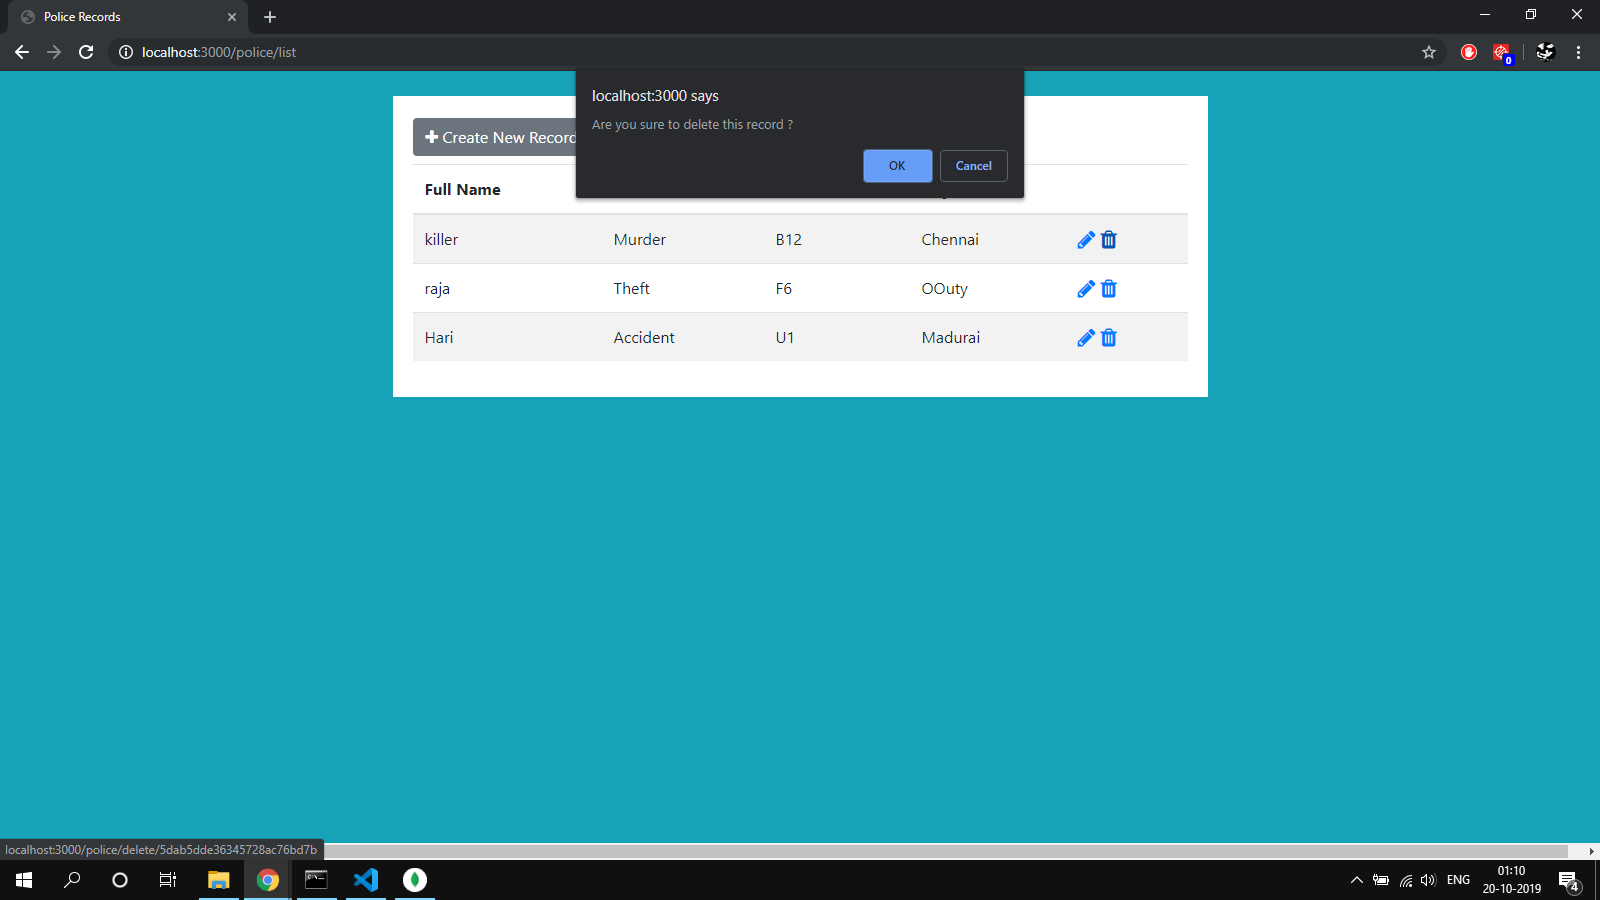 Police Records
localhost:3000/police/list
0
localhost:3000 says
Are you sure to delete this record ?
OK
Cancel
Create New Record
Full Name
killer Murder B12 Chennai
raja Theft F6 OOuty
Hari Accident U1 Madurai
localhost:3000/police/delete/5dab5dde36345728ac76bd7b
ENG
01:10
20-10-2019
4